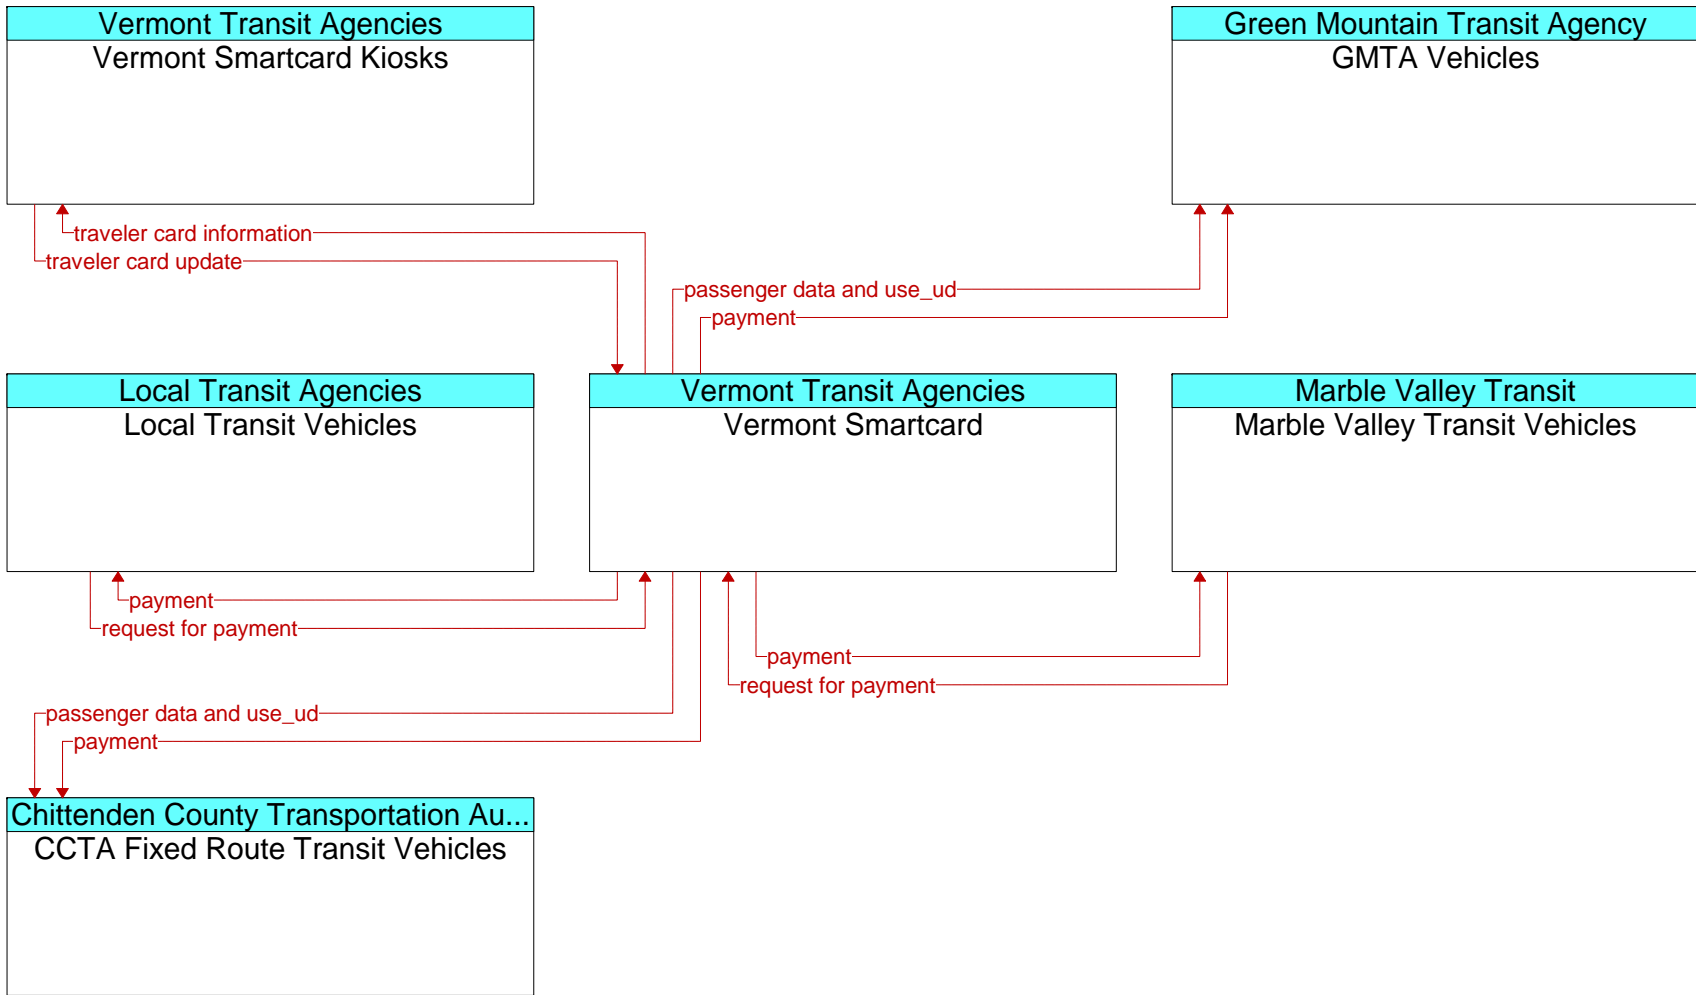 Vermont Transit Agencies
Vermont Smartcard Kiosks
Green Mountain Transit Agency
GMTA Vehicles
traveler card information
traveler card update
passenger data and use_ud
payment
Local Transit Agencies
Local Transit Vehicles
Vermont Transit Agencies
Vermont Smartcard
Marble Valley Transit
Marble Valley Transit Vehicles
payment
request for payment
payment
request for payment
passenger data and use_ud
payment
Chittenden County Transportation Au...
CCTA Fixed Route Transit Vehicles